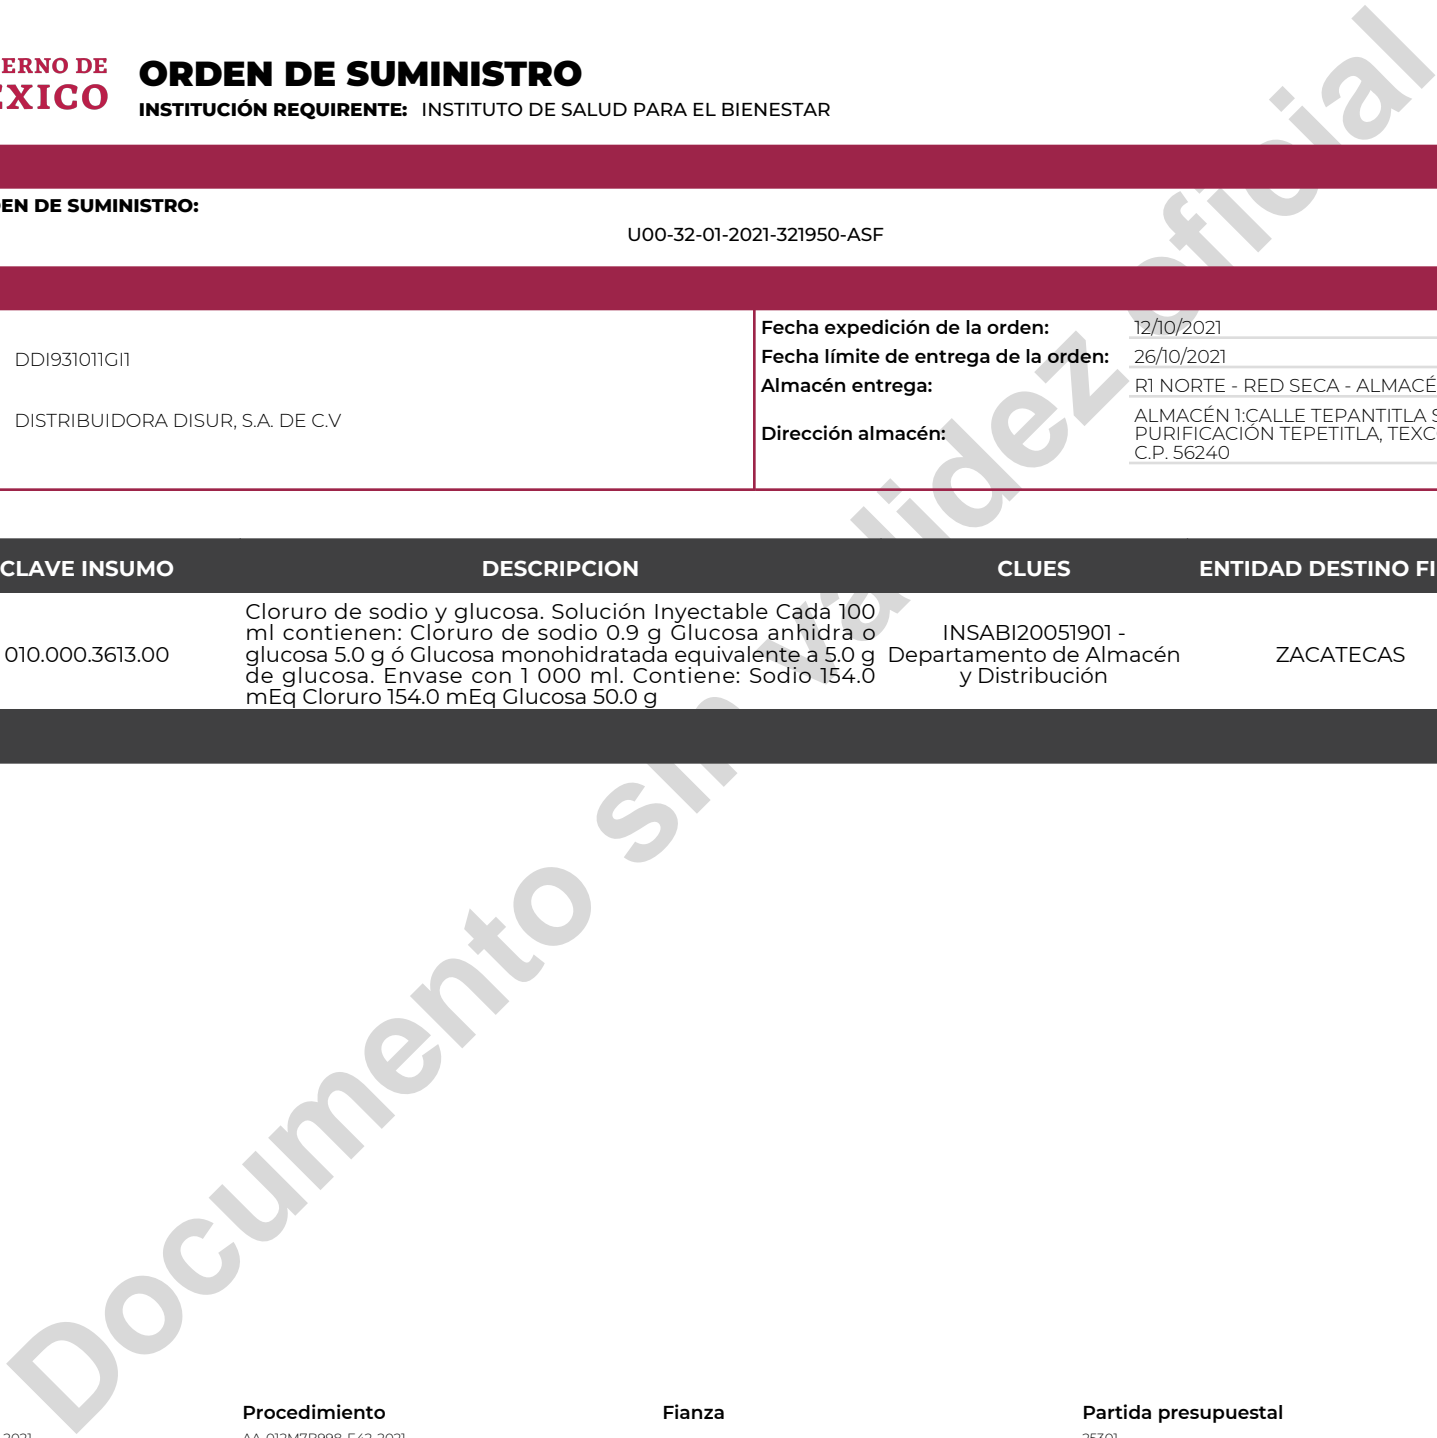 ERNO DE
EXICO
ORDEN DE SUMINISTRO
INSTITUCIÓN REQUIRENTE: INSTITUTO DE SALUD PARA EL BIENESTAR
EN DE SUMINISTRO:
U00-32-01-2021-321950-ASF
DDI931011GI1
DISTRIBUIDORA DISUR, S.A. DE C.V
Fecha expedición de la orden: 12/10/2021
Fecha límite de entrega de la orden: 26/10/2021
Almacén entrega: R1 NORTE - RED SECA - ALMACÉ
Dirección almacén:
ALMACÉN 1:CALLE TEPANTITLA S
PURIFICACIÓN TEPETITLA, TEXC
C.P. 56240
CLAVE INSUMO DESCRIPCION CLUES ENTIDAD DESTINO FI
010.000.3613.00
Cloruro de sodio y glucosa. Solución Inyectable Cada 100
ml contienen: Cloruro de sodio 0.9 g Glucosa anhidra o
glucosa 5.0 g ó Glucosa monohidratada equivalente a 5.0 g
de glucosa. Envase con 1 000 ml. Contiene: Sodio 154.0
mEq Cloruro 154.0 mEq Glucosa 50.0 g
INSABI20051901 -
Departamento de Almacén
y Distribución
ZACATECAS
Documento sin validez oficial
Procedimiento Fianza Partida presupuestal